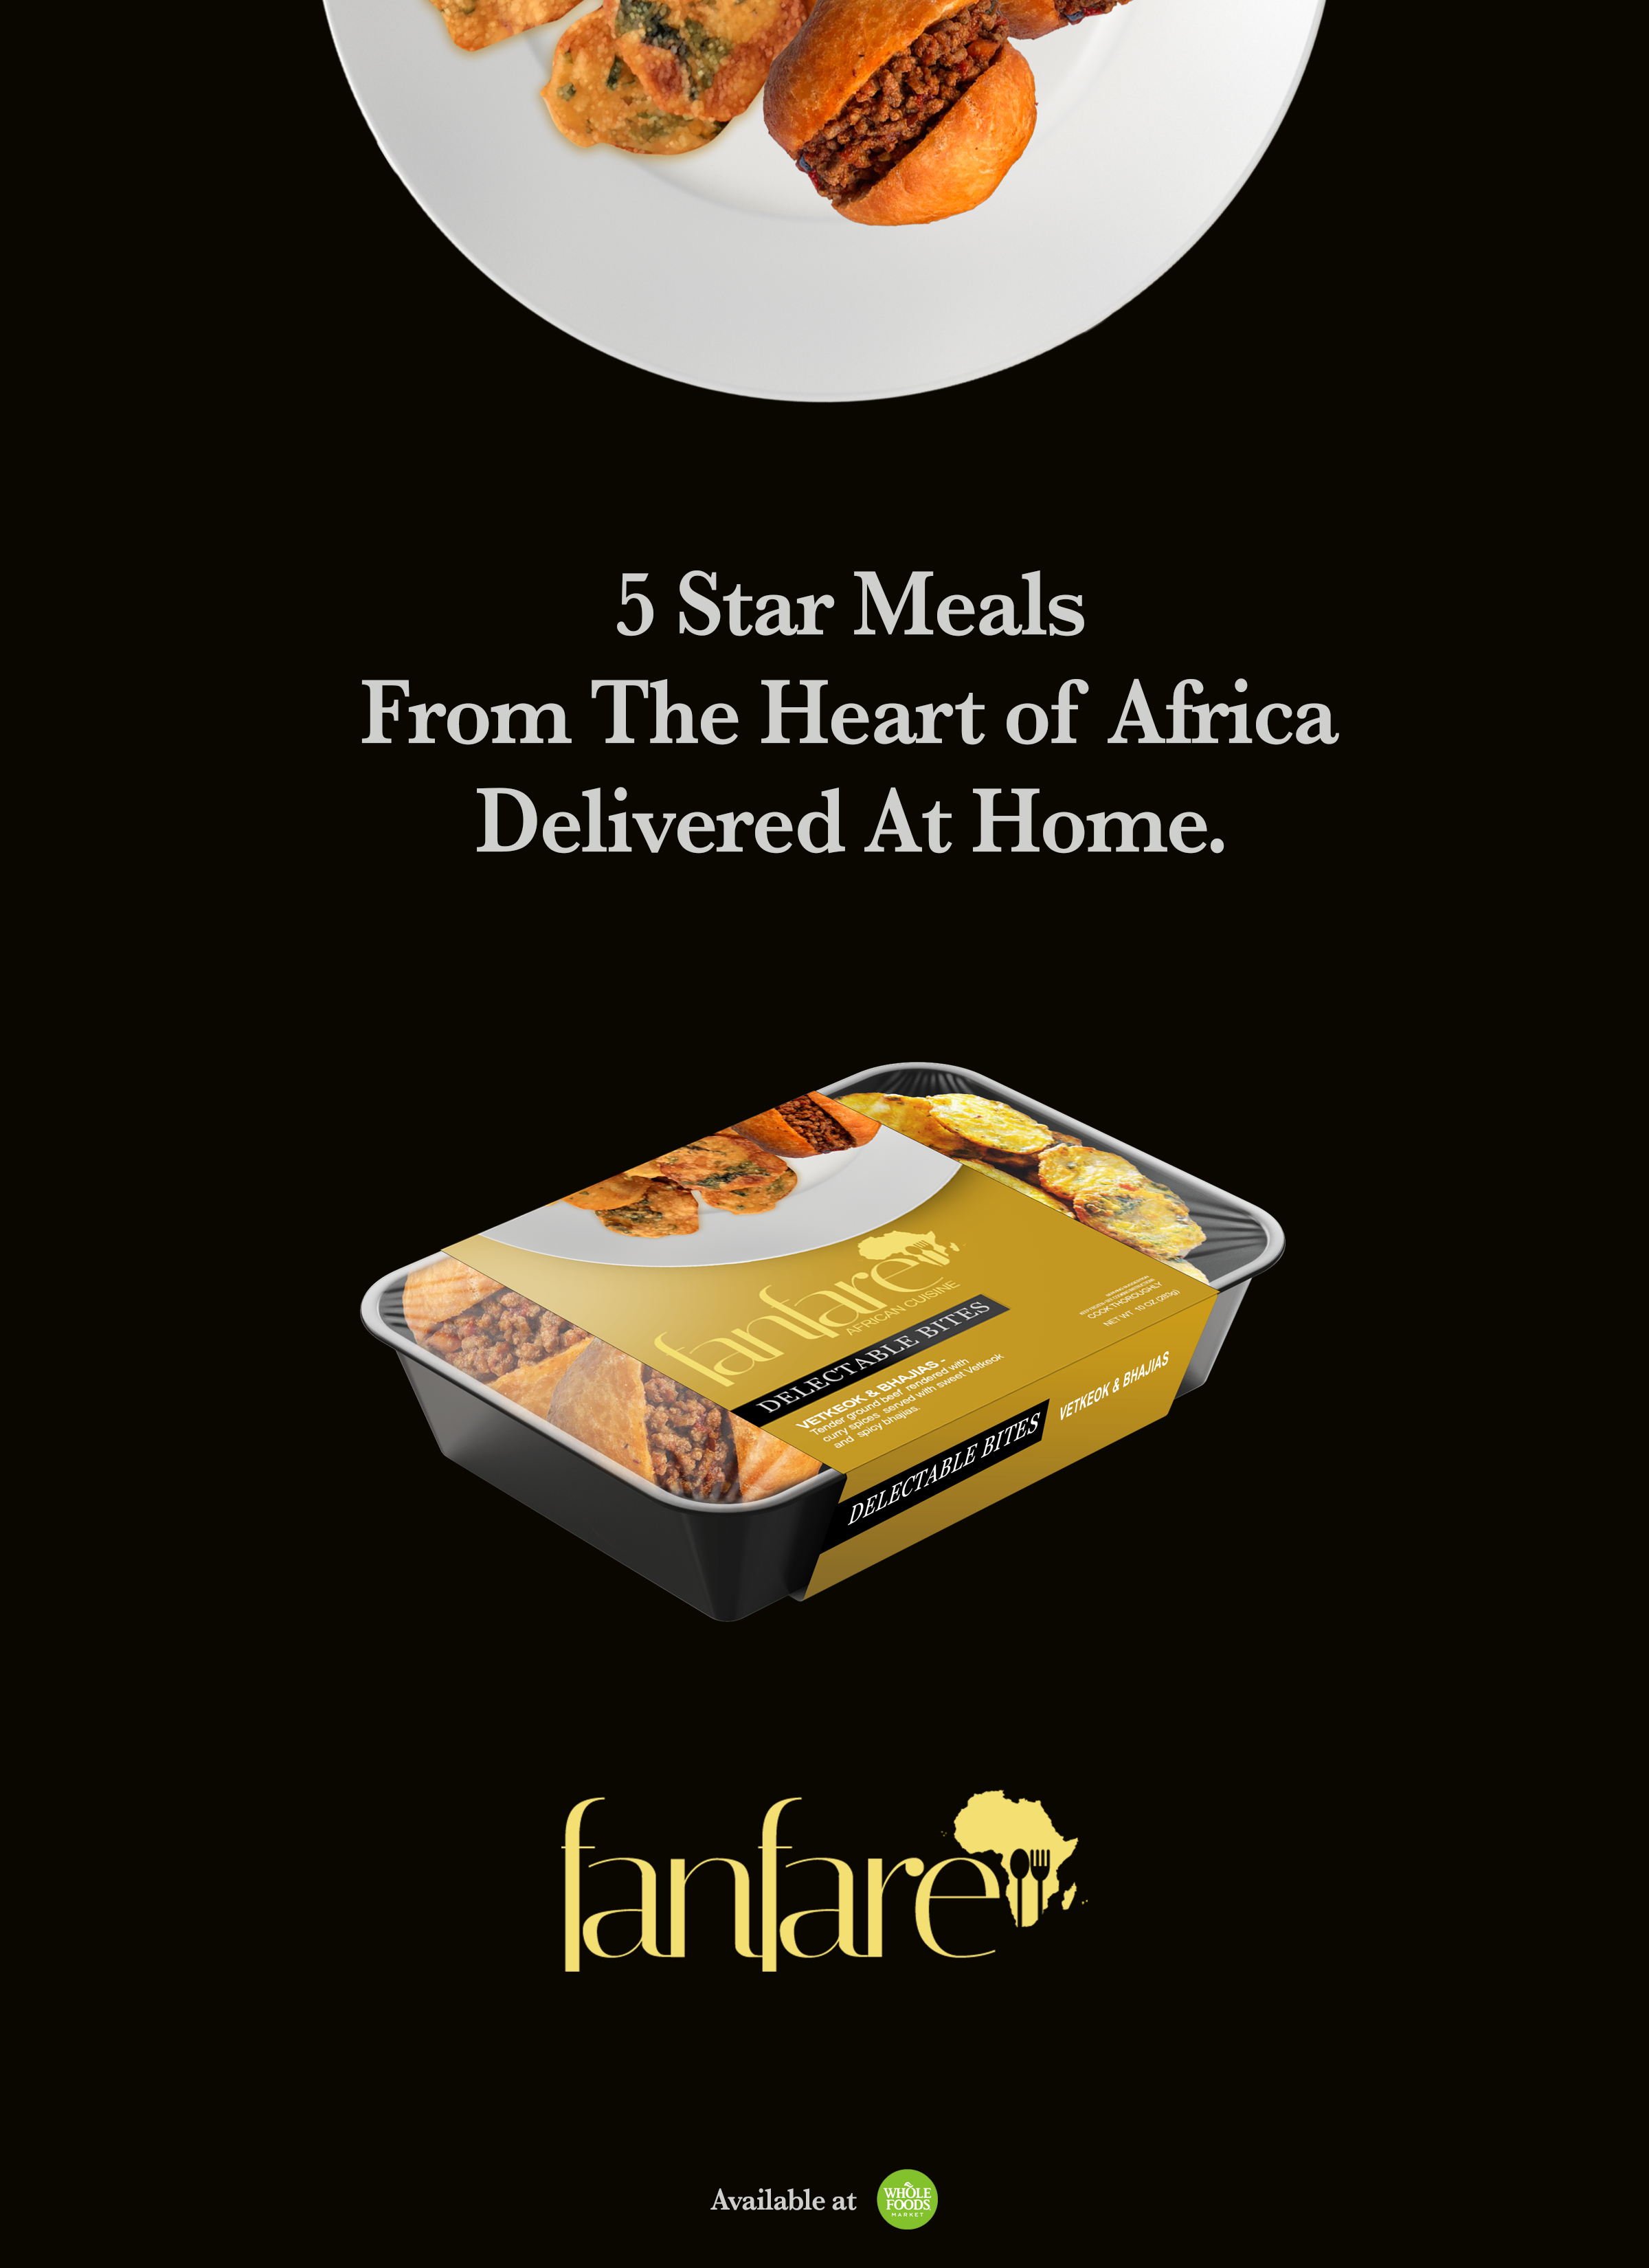 5 Star Meals
From The Heart of Africa
Delivered At Home.
fanfare
AFRICAN CUISINE
DELECTABLE BITES
VETKEOK & BHAJIAS -
Tender ground beef rendered with
curry spices served with sweet Vetkeok
and spicy bhajias.
COOK THOROUGHLY
NET WT. 10 OZ (283g)
DELECTABLE BITES
VETKEOK & BHAJIAS
fanfare
Available at
WHOLE
FOODS
MARKET